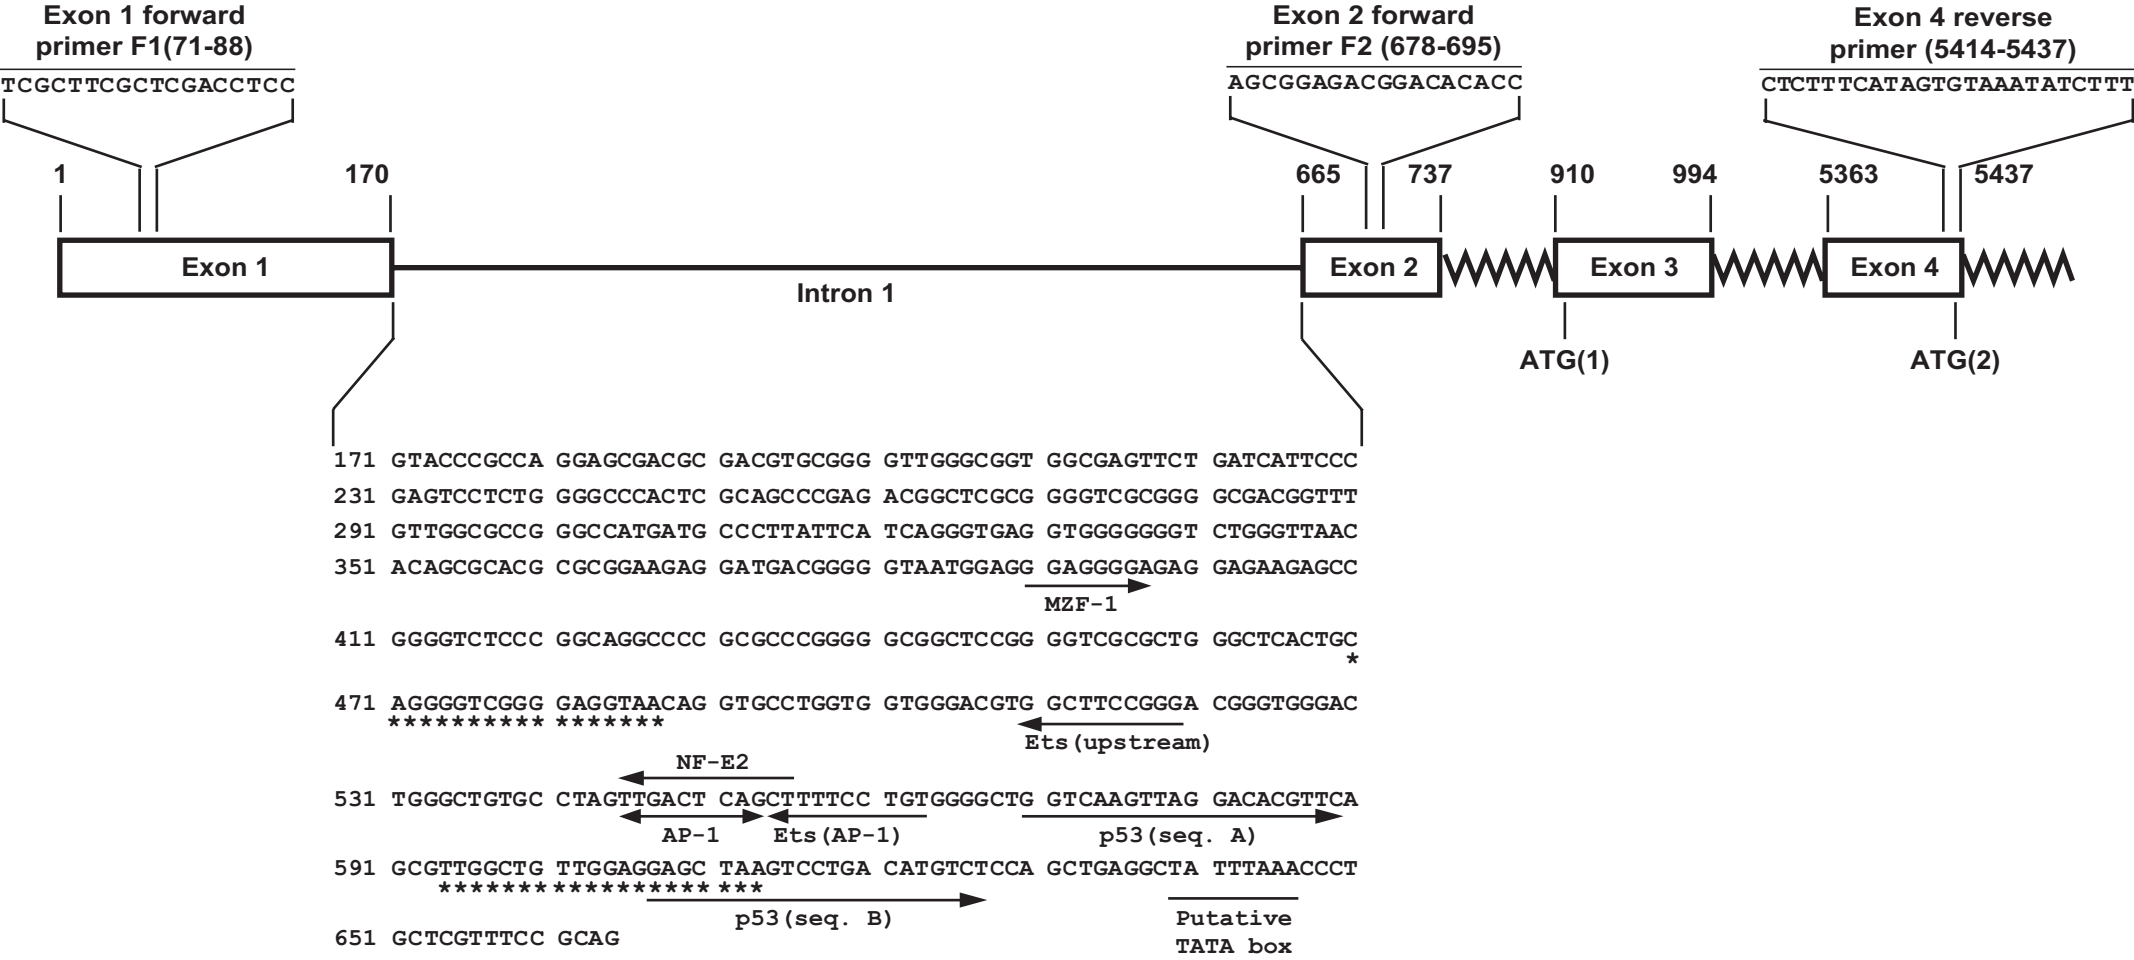 Exon 1 forward
primer F1(71-88)
TCGCTTCGCTCGACCTCC
Exon 2 forward
primer F2 (678-695)
AGCGGAGACGGACACACC
Exon 4 reverse
primer (5414-5437)
CTCTTTCATAGTGTAAATATCTTT
1 170 665 737 910 994 5363 5437
Exon 1 Exon 2 Exon 3 Exon 4
Intron 1
ATG(1) ATG(2)
171 GTACCCGCCA GGAGCGACGC GACGTGCGGG GTTGGGCGGT GGCGAGTTCT GATCATTCCC
231 GAGTCCTCTG GGGCCCACTC GCAGCCCGAG ACGGCTCGCG GGGTCGCGGG GCGACGGTTT
291 GTTGGCGCCG GGCCATGATG CCCTTATTCA TCAGGGTGAG GTGGGGGGGT CTGGGTTAAC
351 ACAGCGCACG CGCGGAAGAG GATGACGGGG GTAATGGAGG GAGGGGAGAG GAGAAGAGCC
MZF-1
411 GGGGTCTCCC GGCAGGCCCC GCGCCCGGGG GCGGCTCCGG GGTCGCGCTG GGCTCACTGC
*
471 AGGGGTCGGG GAGGTAACAG GTGCCTGGTG GTGGGACGTG GCTTCCGGGA CGGGTGGGAC
********** *******
Ets(upstream)
NF-E2
531 TGGGCTGTGC CTAGTTGACT CAGCTTTTCC TGTGGGGCTG GTCAAGTTAG GACACGTTCA
AP-1 Ets(AP-1) p53(seq. A)
591 GCGTTGGCTG TTGGAGGAGC TAAGTCCTGA CATGTCTCCA GCTGAGGCTA TTTAAACCCT
******* ********** ***
p53(seq. B)
Putative
TATA box
651 GCTCGTTTCC GCAG